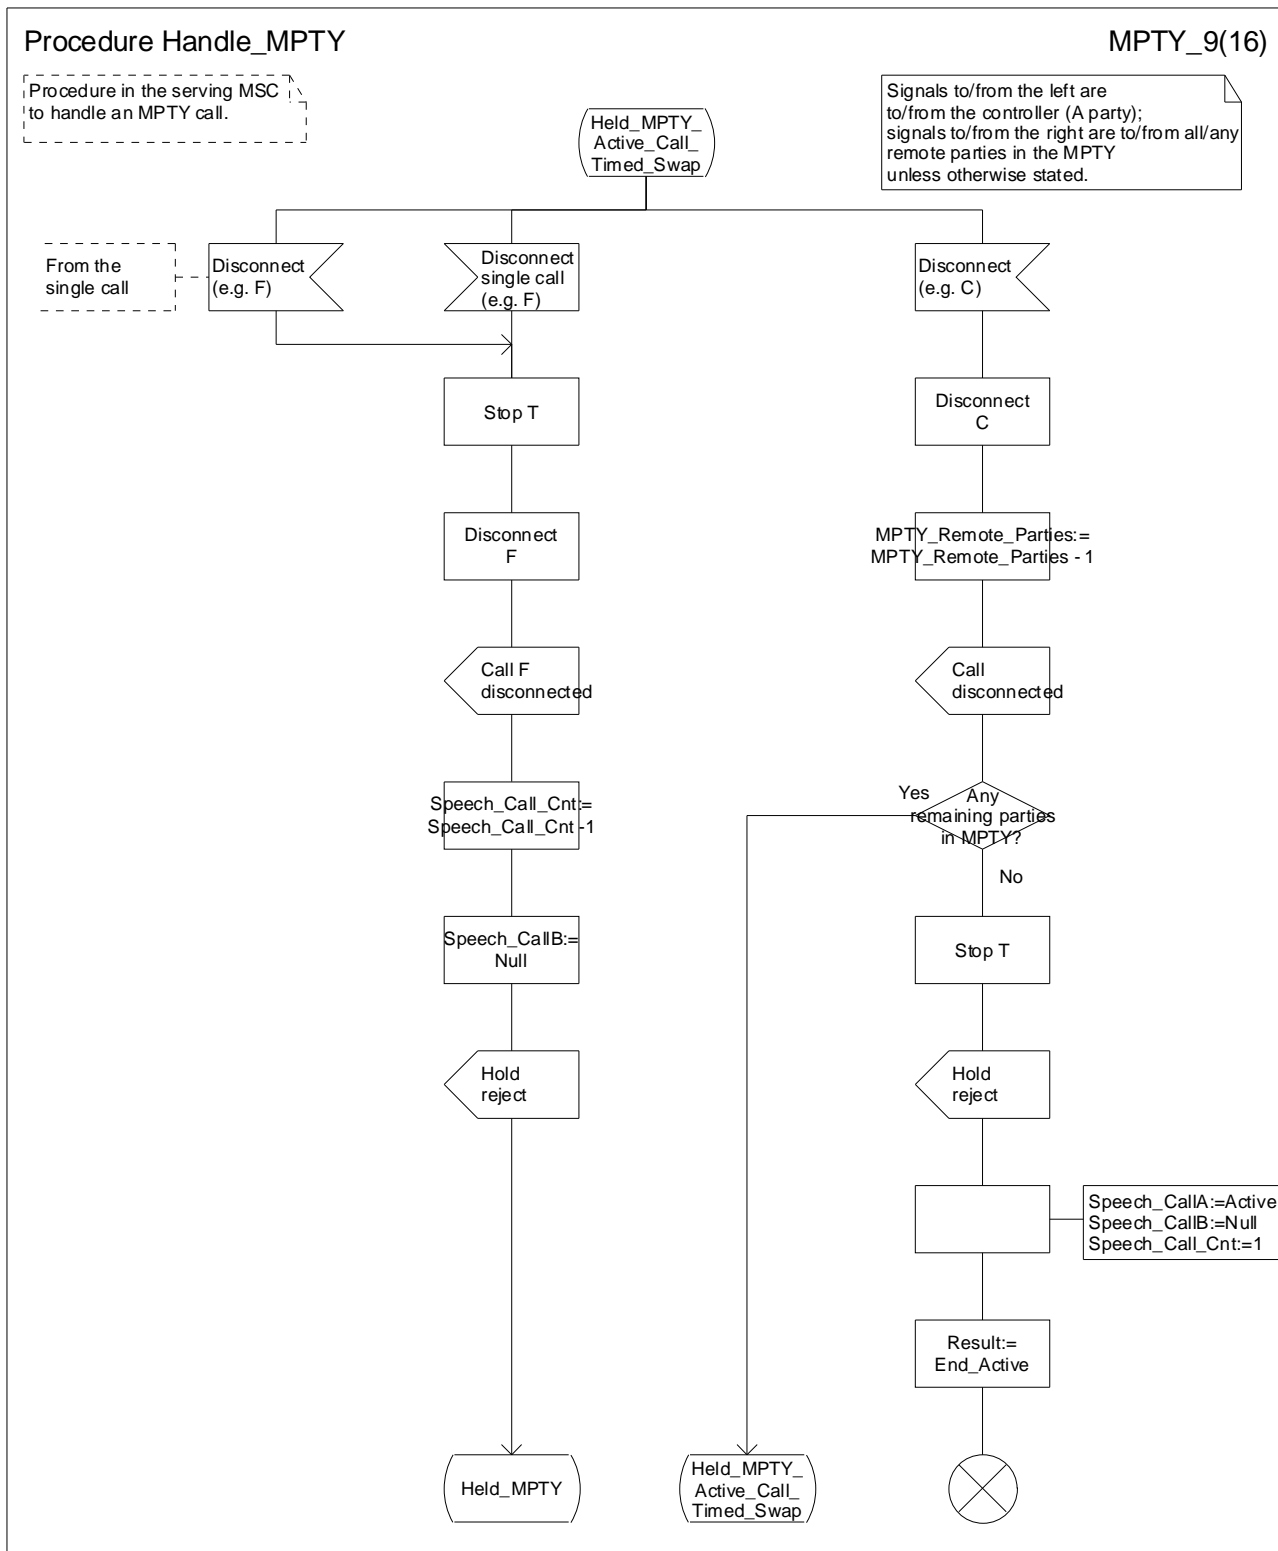 Procedure Handle_MPTY
MPTY_9(16)
Procedure in the serving MSC
to handle an MPTY call.
Signals to/from the left are
to/from the controller (A party);
signals to/from the right are to/from all/any
remote parties in the MPTY
unless otherwise stated.
Held_MPTY_
Active_Call_
Timed_Swap
From the
single call
Disconnect
(e.g. F)
Disconnect
single call
(e.g. F)
Disconnect
(e.g. C)
Stop T
Disconnect
C
Disconnect
F
MPTY_Remote_Parties:=
MPTY_Remote_Parties - 1
Call F
disconnected
Call
disconnected
Speech_Call_Cnt:=
Speech_Call_Cnt -1
Yes
Any
remaining parties
in MPTY?
No
Speech_CallB:=
Null
Stop T
Hold
reject
Hold
reject
Speech_CallA:=Active
Speech_CallB:=Null
Speech_Call_Cnt:=1
Result:=
End_Active
Held_MPTY
Held_MPTY_
Active_Call_
Timed_Swap